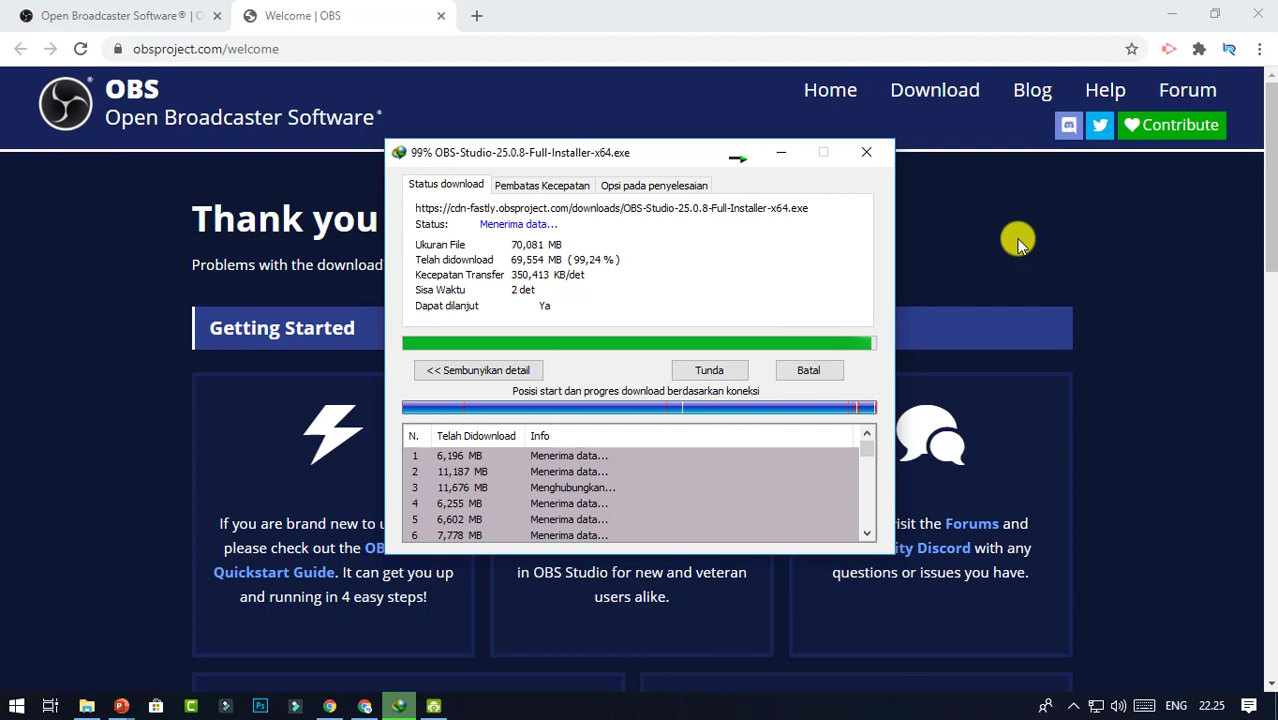 Open Broadcaster Software® | O
Welcome | OBS
obsproject.com/welcome
OBS
Open Broadcaster Software®
Home
Download
Blog
Help
Forum
Contribute
Thank you
Problems with the download
Getting Started
99% OBS-Studio-25.0.8-Full-Installer-x64.exe
Status download
Pembatas Kecepatan
Opsi pada penyelesaian
https://cdn-fastly.obsproject.com/downloads/OBS-Studio-25.0.8-Full-Installer-x64.exe
Status: Menerima data...
Ukuran File 70,081 MB
Telah didownload 69,554 MB ( 99,24 % )
Kecepatan Transfer 350,413 KB/det
Sisa Waktu 2 det
Dapat dilanjut Ya
<< Sembunyikan detail
Tunda
Batal
Posisi start dan progres download berdasarkan koneksi
N. Telah Didownload Info
1 6,196 MB Menerima data...
2 11,187 MB Menerima data...
3 11,676 MB Menghubungkan...
4 6,255 MB Menerima data...
5 6,602 MB Menerima data...
6 7,778 MB Menerima data...
If you are brand new to
please check out the OB
Quickstart Guide. It can get you up
and running in 4 easy steps!
in OBS Studio for new and veteran
users alike.
visit the Forums and
ity Discord with any
questions or issues you have.
Ps
ENG
22.25